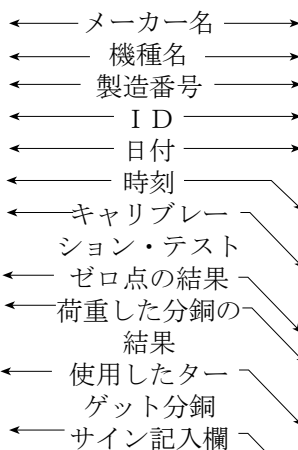 メーカー名
機種名
製造番号
ＩＤ
日付
時刻
キャリブレー
ション・テスト
ゼロ点の結果
荷重した分銅の
結果
使用したター
ゲット分銅
サイン記入欄